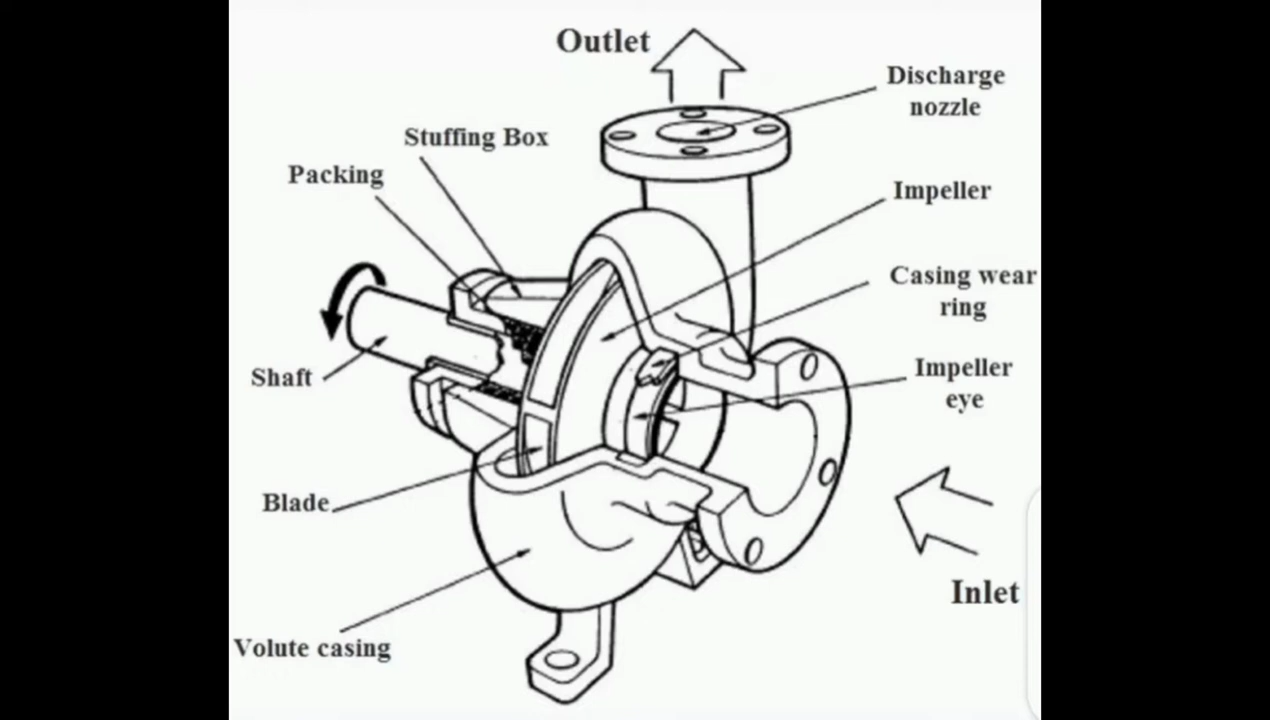 Outlet
Discharge
nozzle
Stuffing Box
Packing
Impeller
Casing wear
ring
Impeller
eye
Shaft
Blade
Inlet
Volute casing